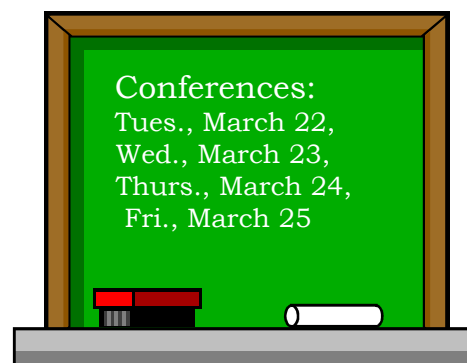 Conferences:
Tues., March 22,
Wed., March 23,
Thurs., March 24,
Fri., March 25